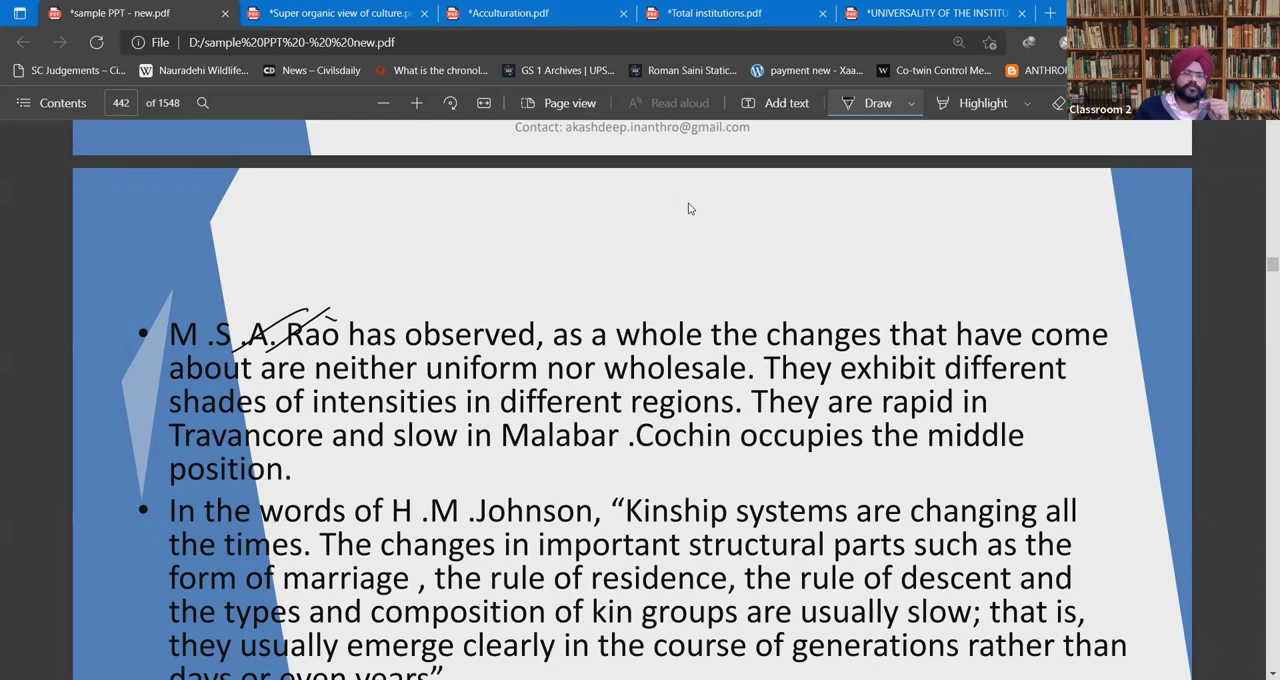 *sample PPT - new.pdf
*Super organic view of culture.p
*Acculturation.pdf
*Total institutions.pdf
*UNIVERSALITY OF THE INSTITU
File
D:/sample%20PPT%20-%20%20new.pdf
SC Judgements – Ci...
Nauradehi Wildlife...
News – Civilsdaily
What is the chronol...
GS 1 Archives | UPS...
Roman Saini Static...
payment new - Xaa...
Co-twin Control Me...
ANTHRO
Contents
442
of 1548
Page view
Read aloud
Add text
Draw
Highlight
Classroom 2
Contact: akashdeep.inanthro@gmail.com
• M .S .A. Rao has observed, as a whole the changes that have come
about are neither uniform nor wholesale. They exhibit different
shades of intensities in different regions. They are rapid in
Travancore and slow in Malabar .Cochin occupies the middle
position.
• In the words of H .M .Johnson, “Kinship systems are changing all
the times. The changes in important structural parts such as the
form of marriage , the rule of residence, the rule of descent and
the types and composition of kin groups are usually slow; that is,
they usually emerge clearly in the course of generations rather than
days or even years”